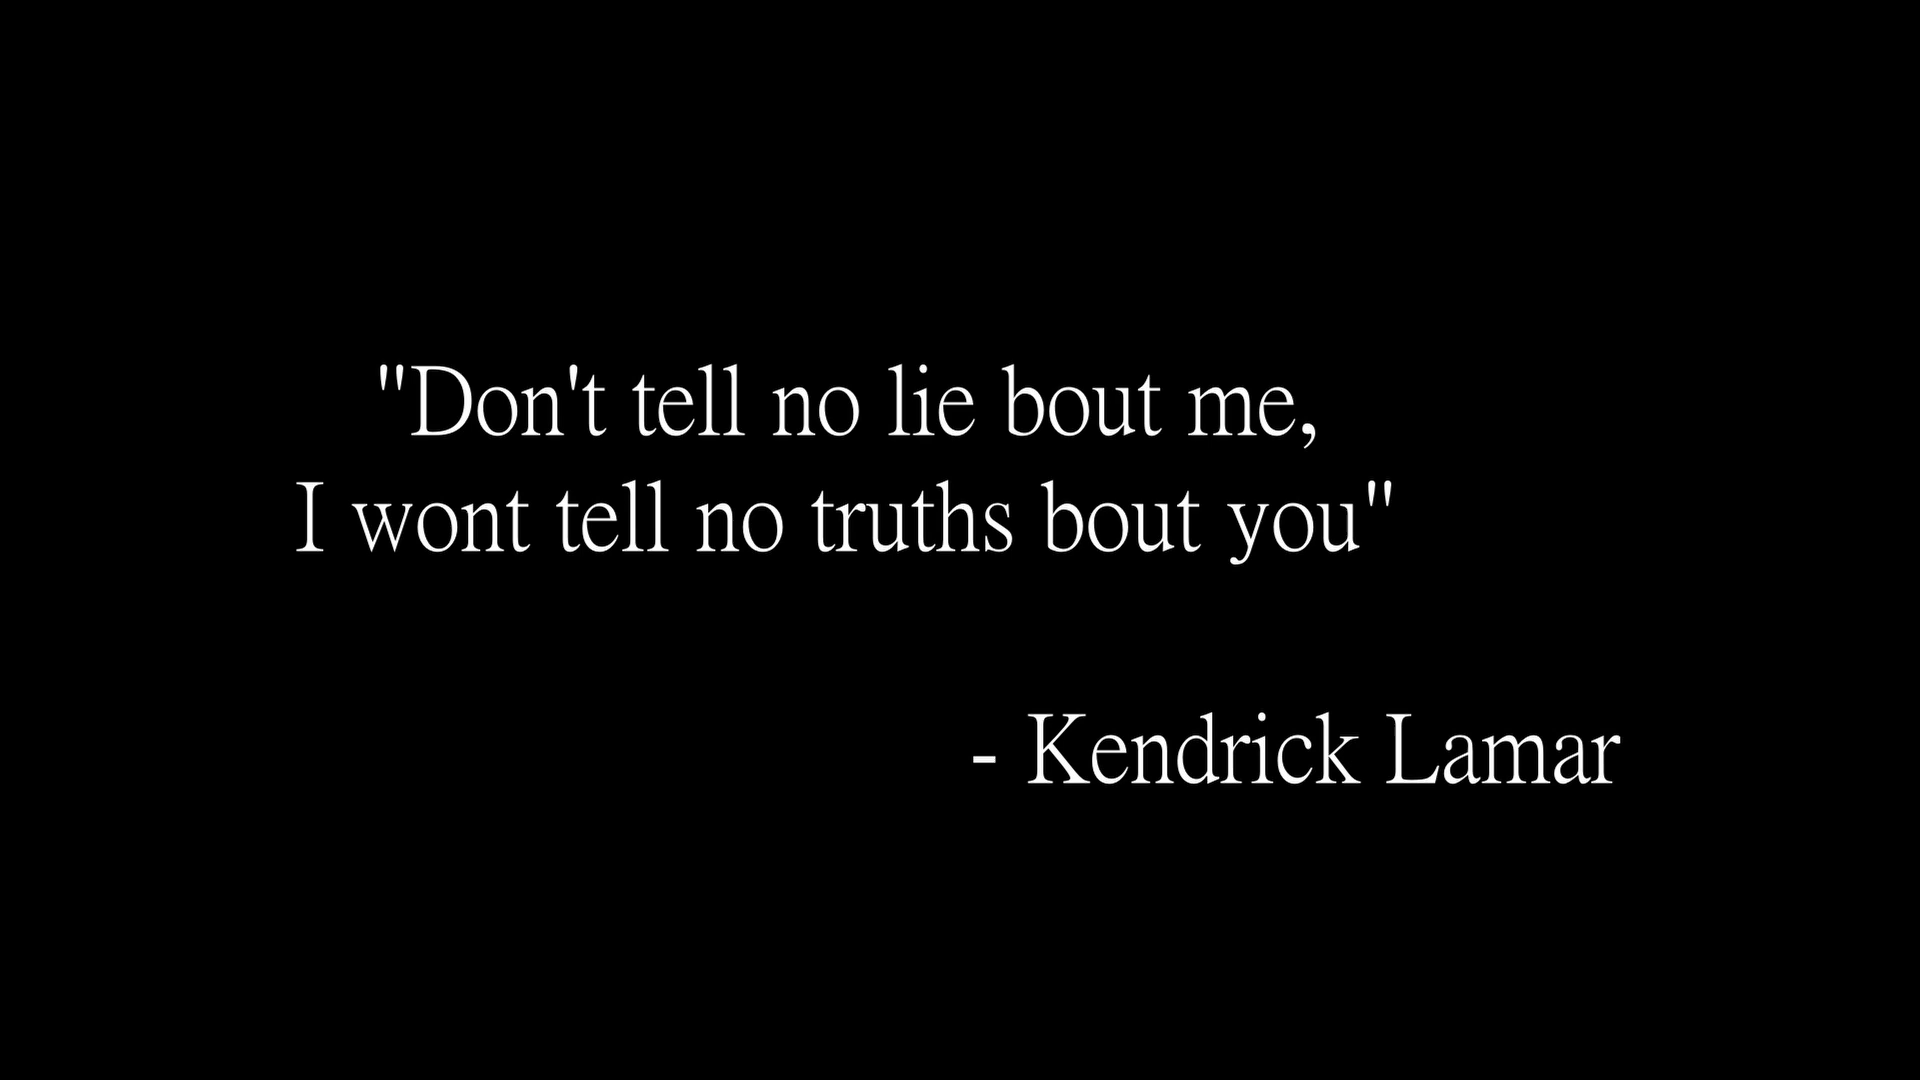 "Don't tell no lie bout me,
I wont tell no truths bout you"
- Kendrick Lamar